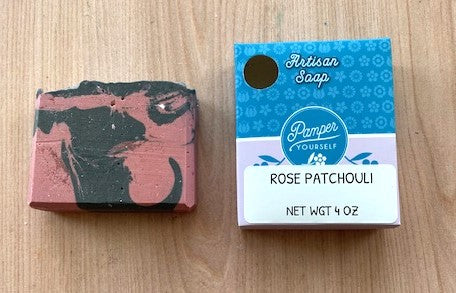 Artisan
Soap
Pamper
YOURSELF
ROSE PATCHOULI
NET WGT 4 OZ